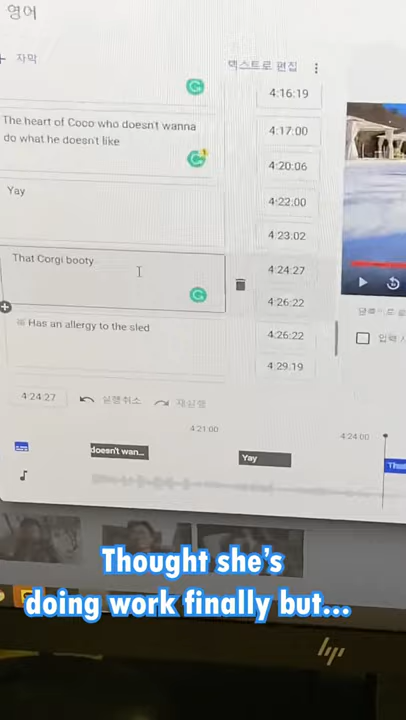 영어
자막
텍스트로 편집
4:16:19
The heart of Coco who doesn't wanna
do what he doesn't like
4:17:00
4:20:06
Yay
4:22:00
4:23:02
That Corgi booty
4:24:27
4:26:22
※ Has an allergy to the sled
4:26:22
4:29.19
4:24:27
실행취소
재실행
4:21:00
4:24:00
doesn't wan...
Yay
That
Thought she's
doing work finally but...
hp